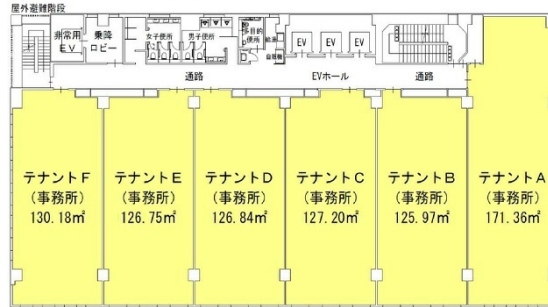 屋外避難階段
非常用
EV
乗降
ロビー
女子便所
男子便所
多目的
便所
給湯
自販機
EV
EV
EV
通路
EVホール
通路
テナントF
(事務所)
130.18㎡
テナントE
(事務所)
126.75㎡
テナントD
(事務所)
126.84㎡
テナントC
(事務所)
127.20㎡
テナントB
(事務所)
125.97㎡
テナントA
(事務所)
171.36㎡